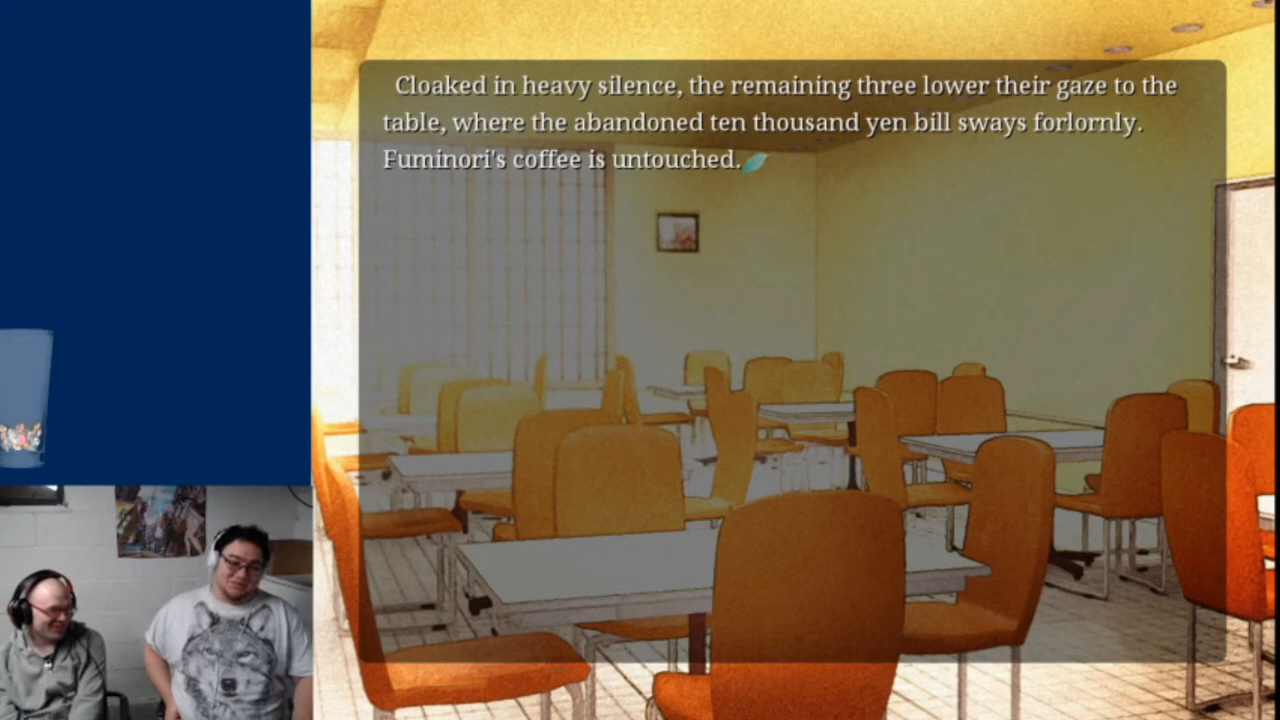 Cloaked in heavy silence, the remaining three lower their gaze to the
table, where the abandoned ten thousand yen bill sways forlornly.
Fuminori's coffee is untouched.